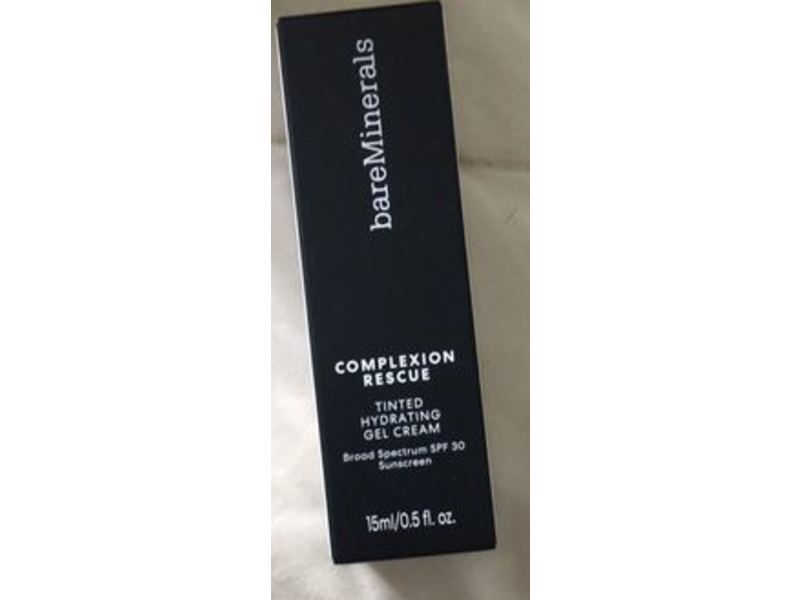 bareMinerals
COMPLEXION
RESCUE
TINTED
HYDRATING
GEL CREAM
Broad Spectrum SPF 30
Sunscreen
15ml/0.5 fl. oz.